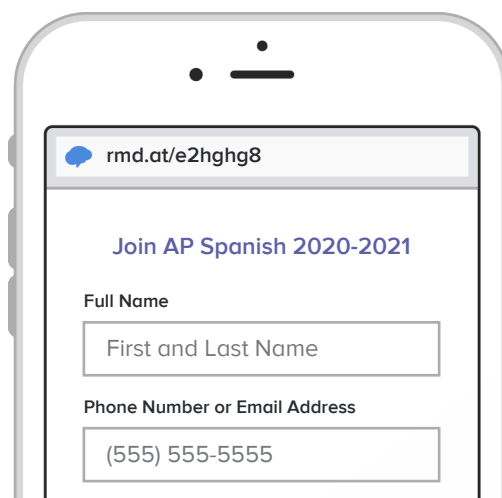 rmd.at/e2hghg8
Join AP Spanish 2020-2021
Full Name
First and Last Name
Phone Number or Email Address
(555) 555-5555